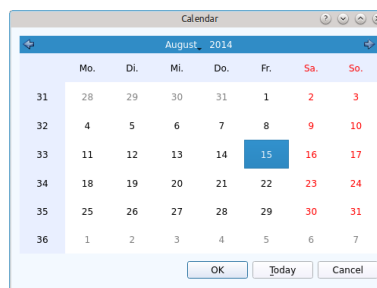 Calendar
August 2014
Mo. Di. Mi. Do. Fr. Sa. So.
31 28 29 30 31 1 2 3
32 4 5 6 7 8 9 10
33 11 12 13 14 15 16 17
34 18 19 20 21 22 23 24
35 25 26 27 28 29 30 31
36 1 2 3 4 5 6 7
OK Today Cancel